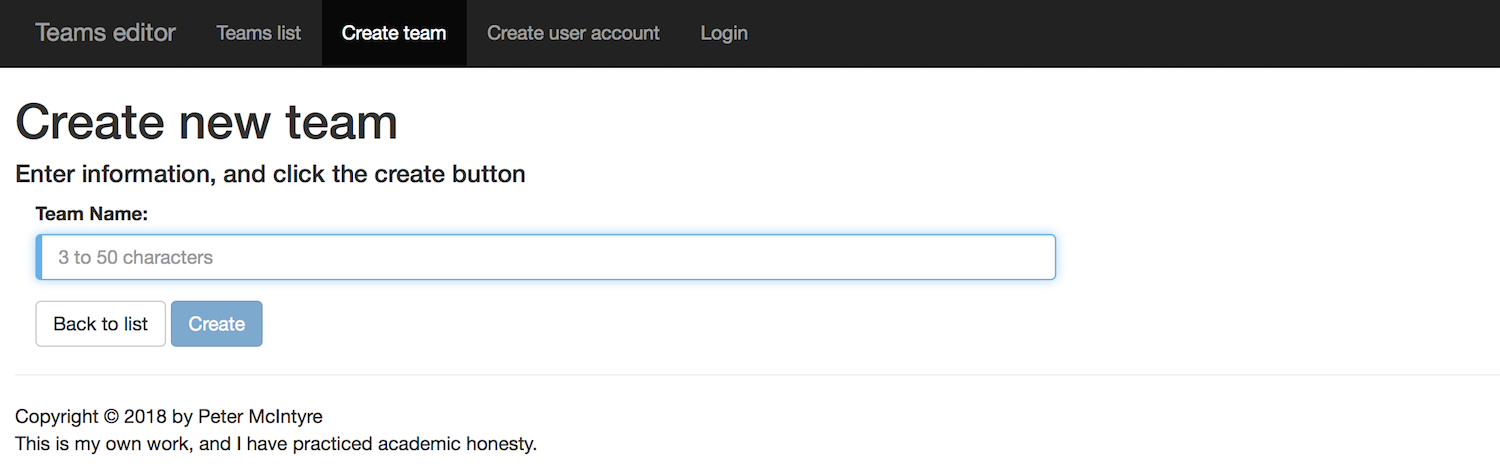 Teams editor Teams list Create team Create user account Login
Create new team
Enter information, and click the create button
Team Name:
3 to 50 characters
Back to list Create
Copyright © 2018 by Peter McIntyre
This is my own work, and I have practiced academic honesty.